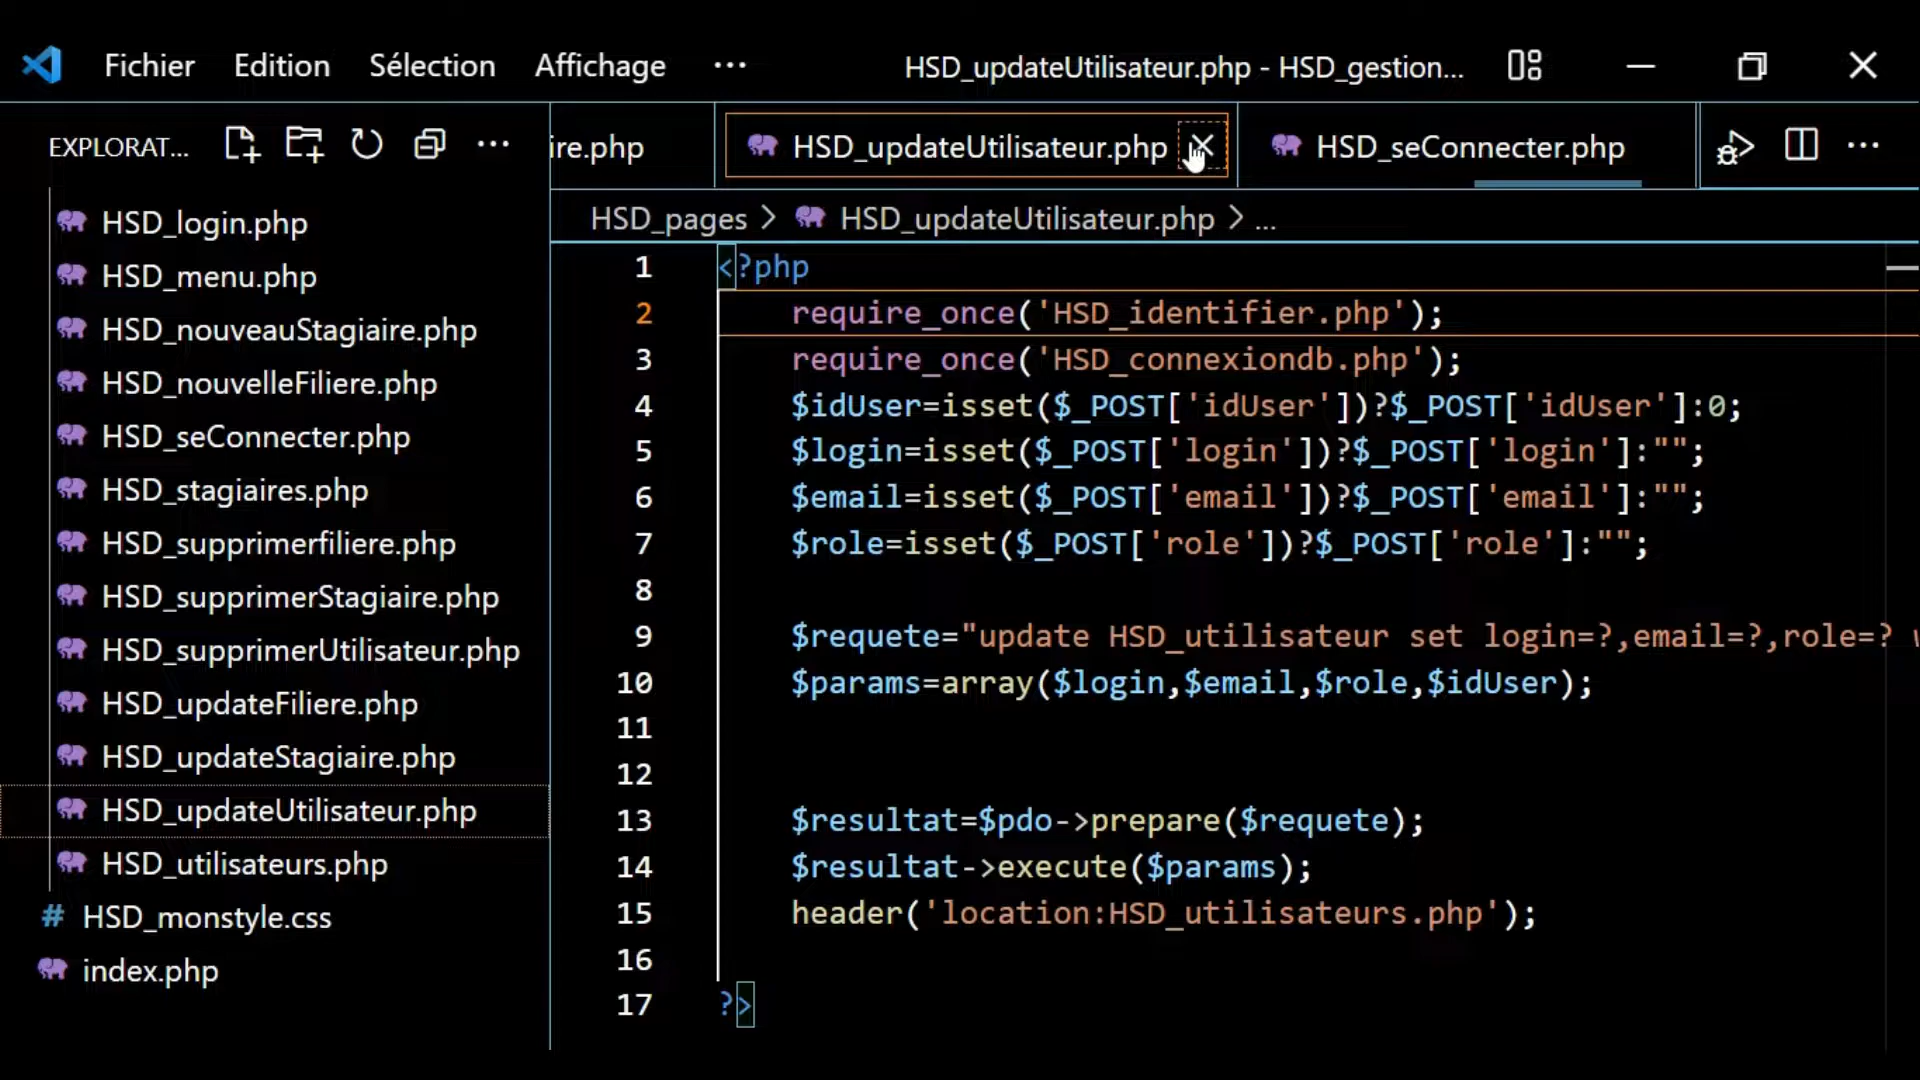 Fichier Edition Sélection Affichage ... HSD_updateUtilisateur.php - HSD_gestion...
EXPLORAT... ...
ire.php HSD_updateUtilisateur.php HSD_seConnecter.php ...
HSD_pages > HSD_updateUtilisateur.php > ...
HSD_login.php
HSD_menu.php
HSD_nouveauStagiaire.php
HSD_nouvelleFiliere.php
HSD_seConnecter.php
HSD_stagiaires.php
HSD_supprimerfiliere.php
HSD_supprimerStagiaire.php
HSD_supprimerUtilisateur.php
HSD_updateFiliere.php
HSD_updateStagiaire.php
HSD_updateUtilisateur.php
HSD_utilisateurs.php
# HSD_monstyle.css
index.php
1 <?php
2 require_once('HSD_identifier.php');
3 require_once('HSD_connexiondb.php');
4 $idUser=isset($_POST['idUser'])?$_POST['idUser']:0;
5 $login=isset($_POST['login'])?$_POST['login']:"";
6 $email=isset($_POST['email'])?$_POST['email']:"";
7 $role=isset($_POST['role'])?$_POST['role']:"";
8
9 $requete="update HSD_utilisateur set login=?,email=?,role=?
10 $params=array($login,$email,$role,$idUser);
11
12
13 $resultat=$pdo->prepare($requete);
14 $resultat->execute($params);
15 header('location:HSD_utilisateurs.php');
16
17 ?>